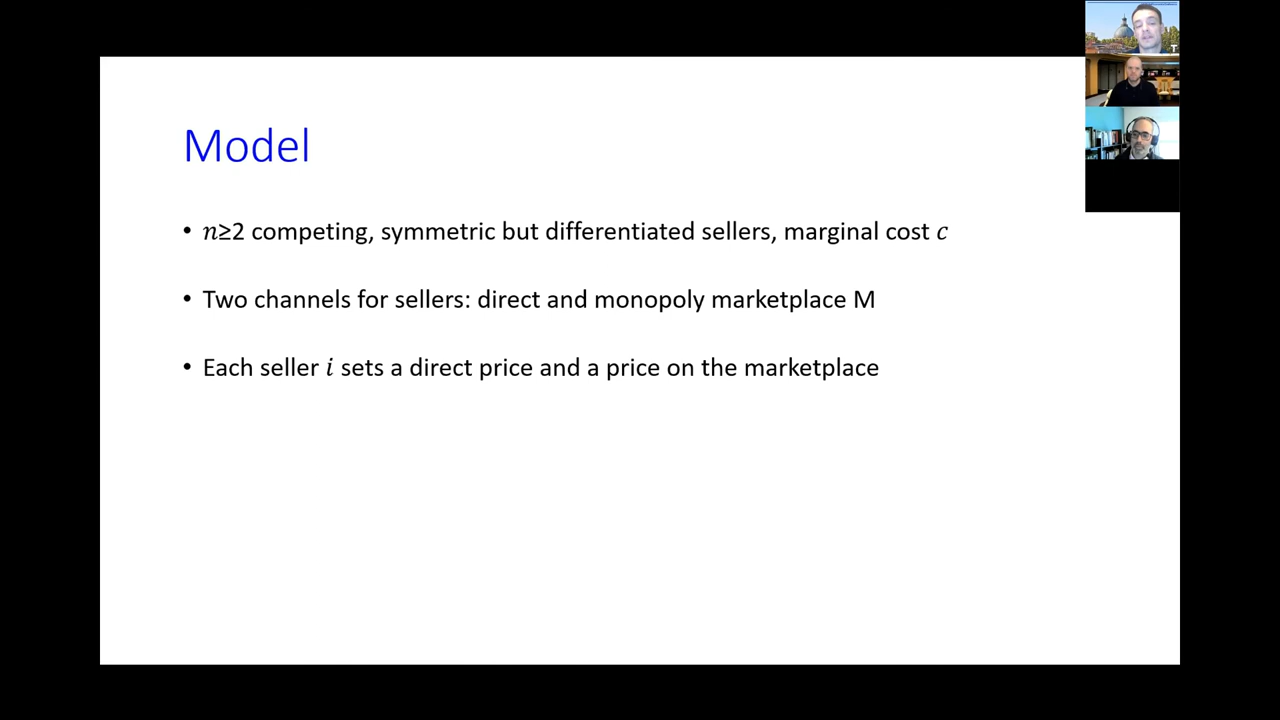 Model
• n≥2 competing, symmetric but differentiated sellers, marginal cost c
• Two channels for sellers: direct and monopoly marketplace M
• Each seller i sets a direct price and a price on the marketplace